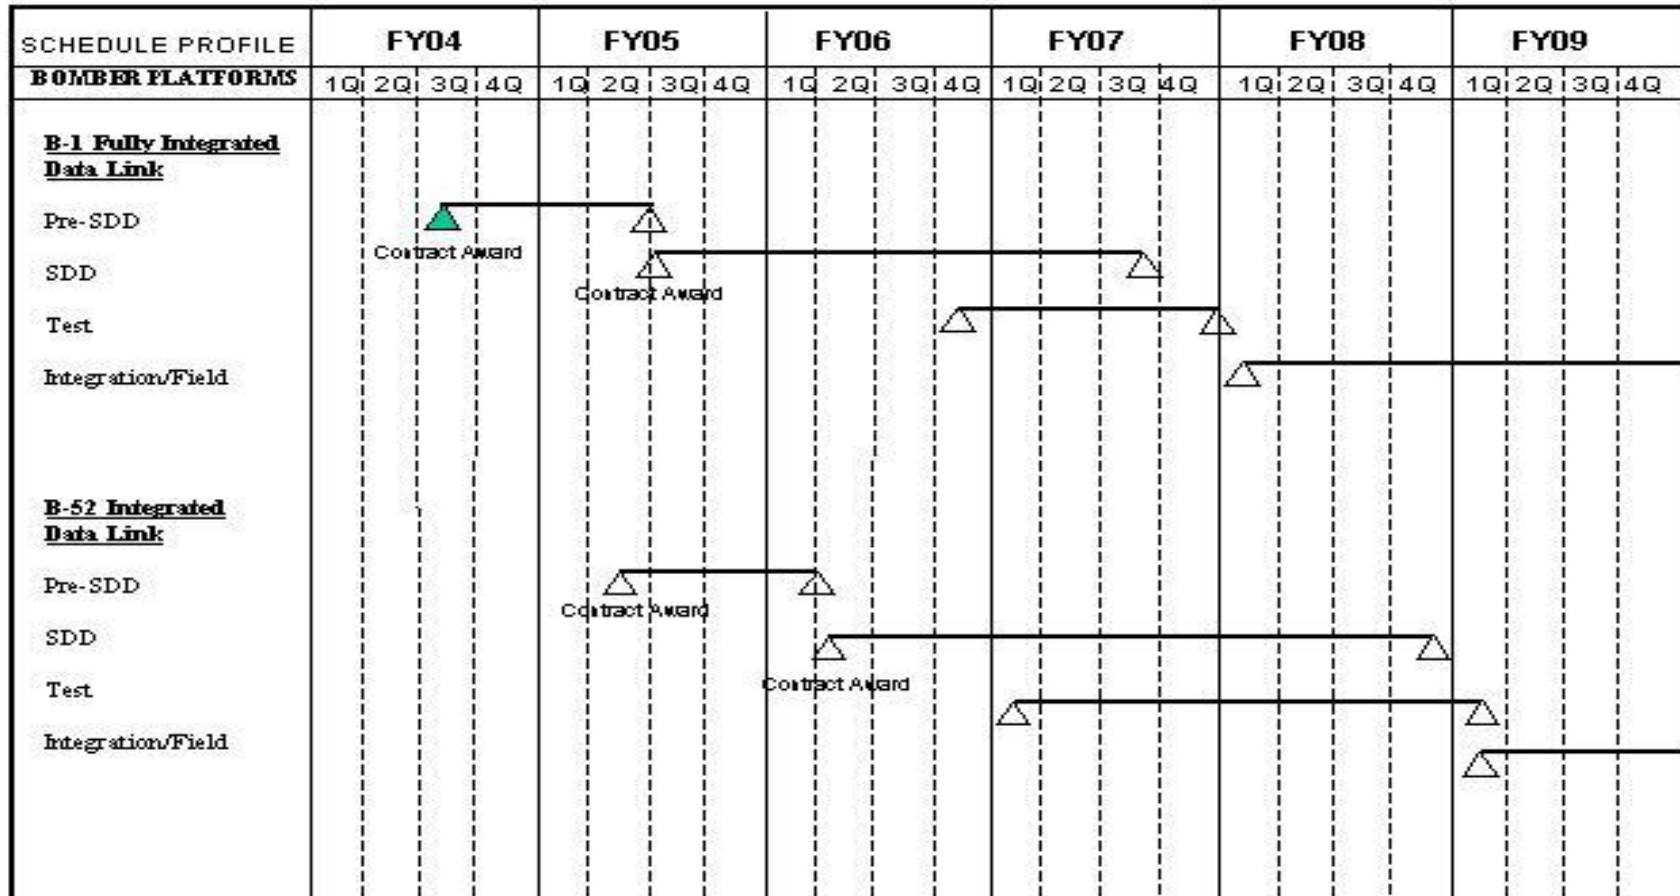 SCHEDULE PROFILE FY04 FY05 FY06 FY07 FY08 FY09
BOMBER PLATFORMS 1Q 2Q 3Q 4Q 1Q 2Q 3Q 4Q 1Q 2Q 3Q 4Q 1Q 2Q 3Q 4Q 1Q 2Q 3Q 4Q 1Q 2Q 3Q 4Q
B-1 Fully Integrated
Data Link
Pre-SDD
Contract Award
SDD
Contract Award
Test
Integration/Field
B-52 Integrated
Data Link
Pre-SDD
Contract Award
SDD
Contract Award
Test
Integration/Field